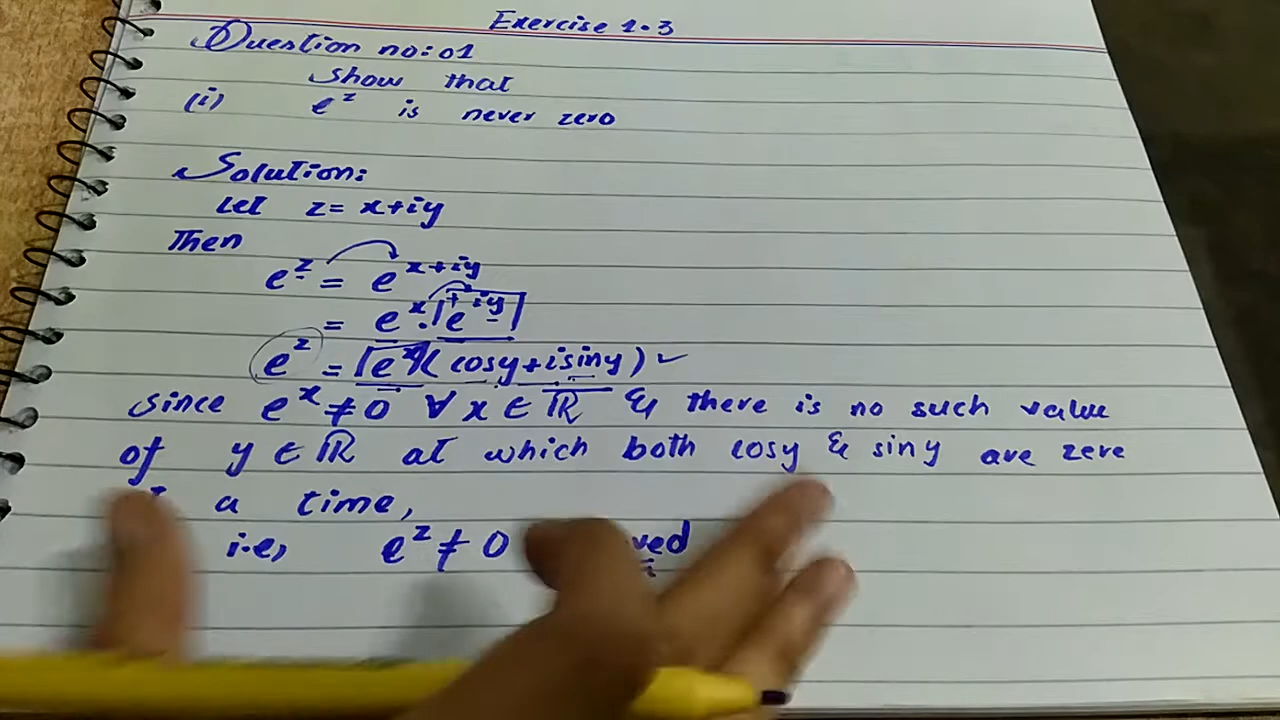 Exercise 1.3
Question no:01
Show that
(i) e^z is never zero
Solution:
Let z= x+iy
Then
e^z = e^x+iy
= e^x . e^iy
e^z = e^x (cosy+isiny) ✓
since e^x ≠ 0 ∀ x ∈ ℝ & there is no such value
of y ∈ ℝ at which both cosy & siny are zero
a time,
i.e, e^z ≠ 0